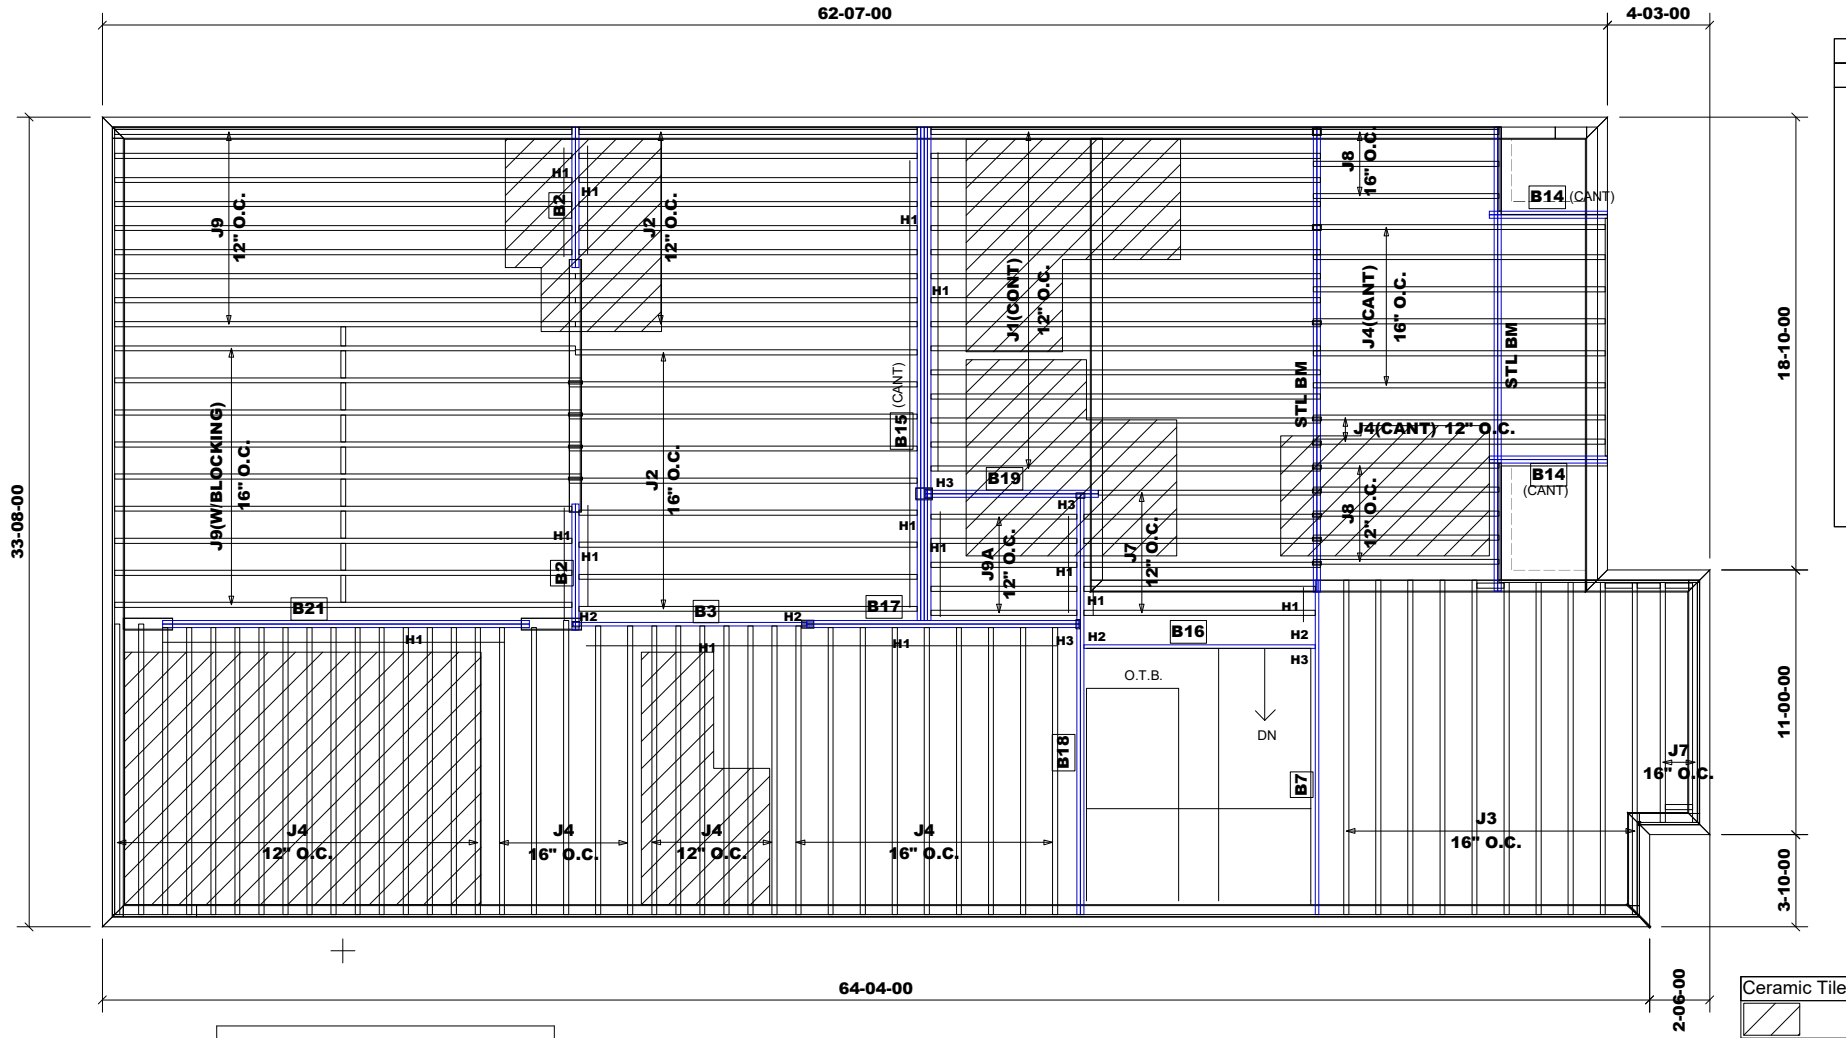 62-07-00
4-03-00
33-08-00
18-10-00
11-00-00
3-10-00
64-04-00
2-06-00
J9
12" O.C.
H1
B2
H1
J2
12" O.C.
H1
H1
J1(CONT)
12" O.C.
J8
16" O.C.
B14 (CANT)
J4(CANT)
16" O.C.
STL BM
STL BM
J4(CANT) 12" O.C.
J9(W/BLOCKING)
16" O.C.
J2
16" O.C.
B15 (CANT)
B19
H3
H3
B14
(CANT)
J8
12" O.C.
H1
H1
B2
H1
H1
H1
J9A
12" O.C.
J7
12" O.C.
B21
H2
B3
H2
B17
H1
H1
H1
H1
H1
H3
H2
B16
H2
H3
O.T.B.
DN
B18
B7
J7
16" O.C.
J4
12" O.C.
J4
16" O.C.
J4
12" O.C.
J4
16" O.C.
J3
16" O.C.
Ceramic Tile